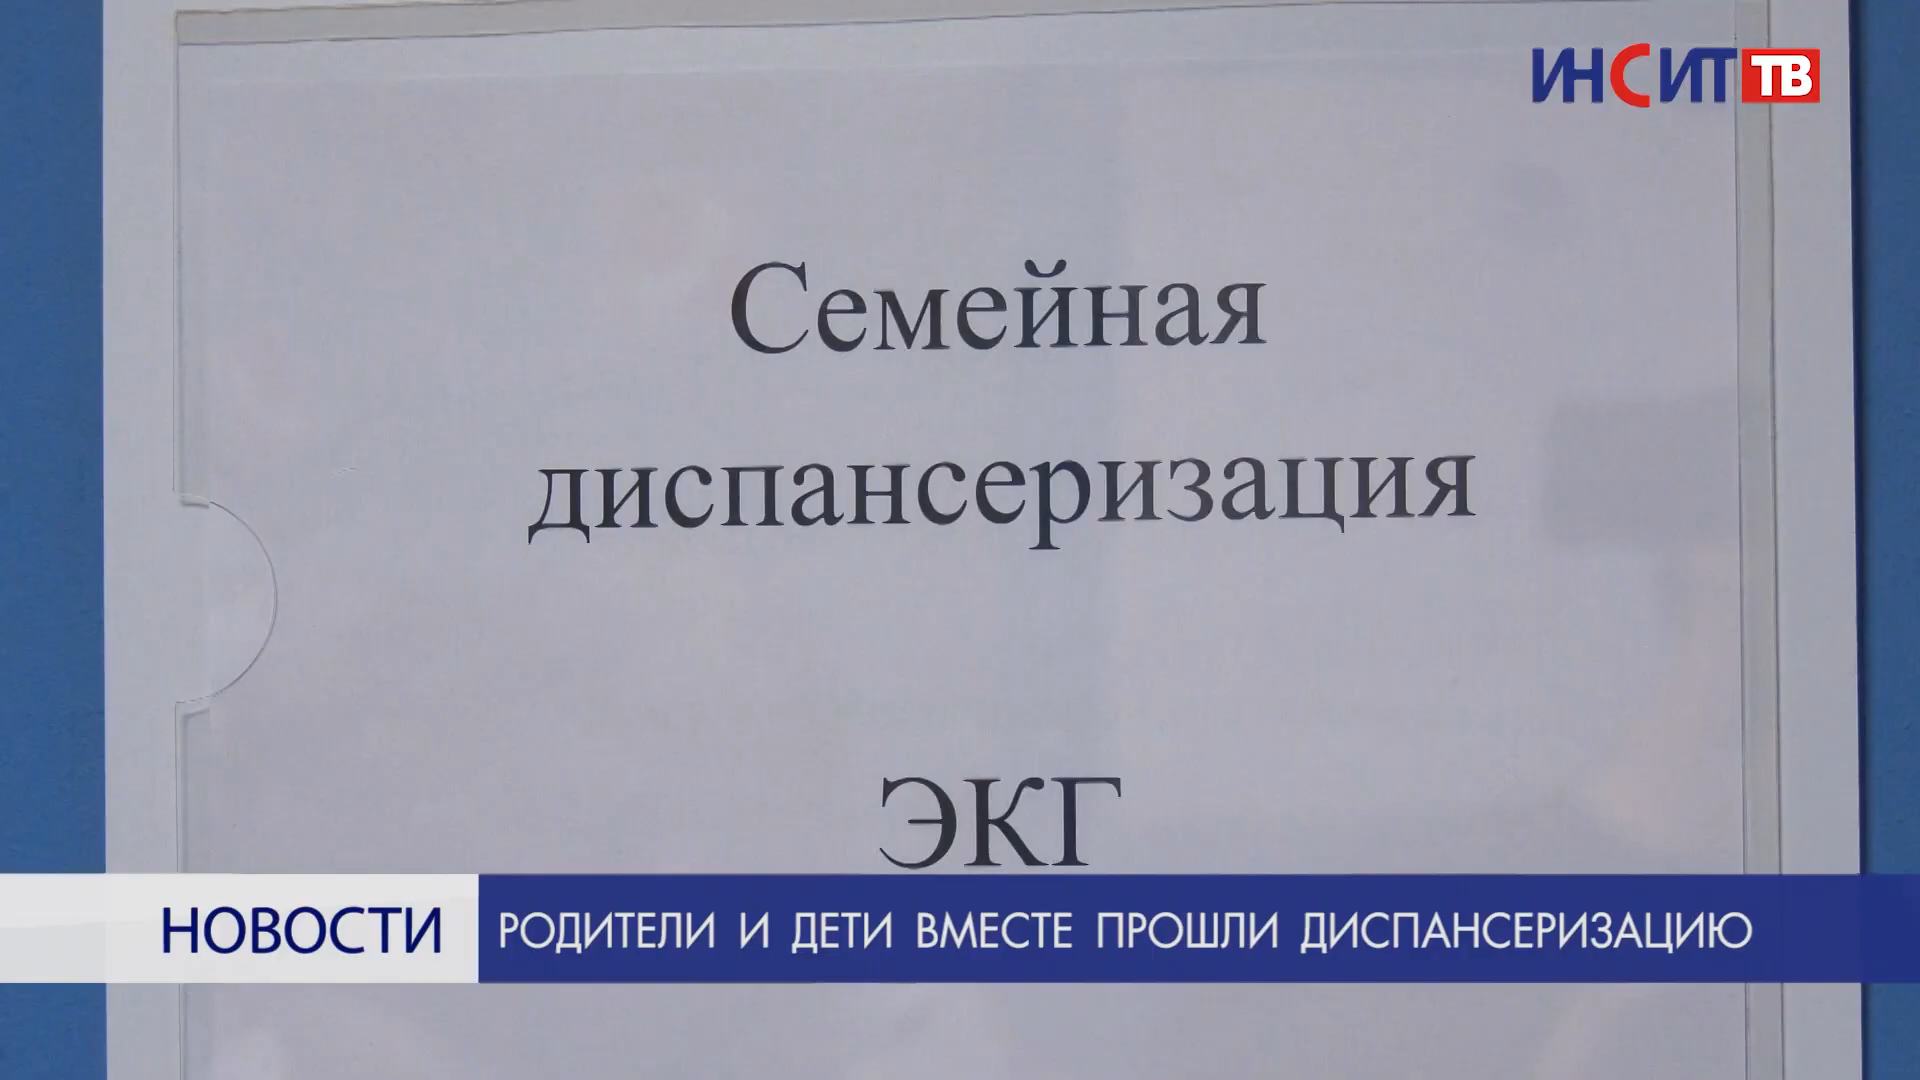 ИНСИТ ТВ
Семейная
диспансеризация
ЭКГ
НОВОСТИ
РОДИТЕЛИ И ДЕТИ ВМЕСТЕ ПРОШЛИ ДИСПАНСЕРИЗАЦИЮ